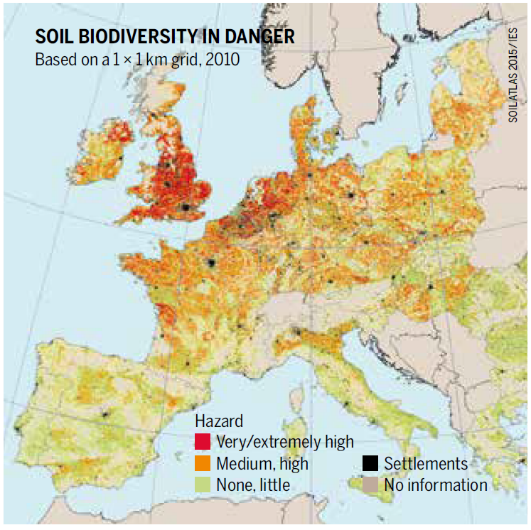 SOIL BIODIVERSITY IN DANGER
Based on a 1 × 1 km grid, 2010
SOILATLAS 2015/IES
Hazard
Very/extremely high
Medium, high
None, little
Settlements
No information